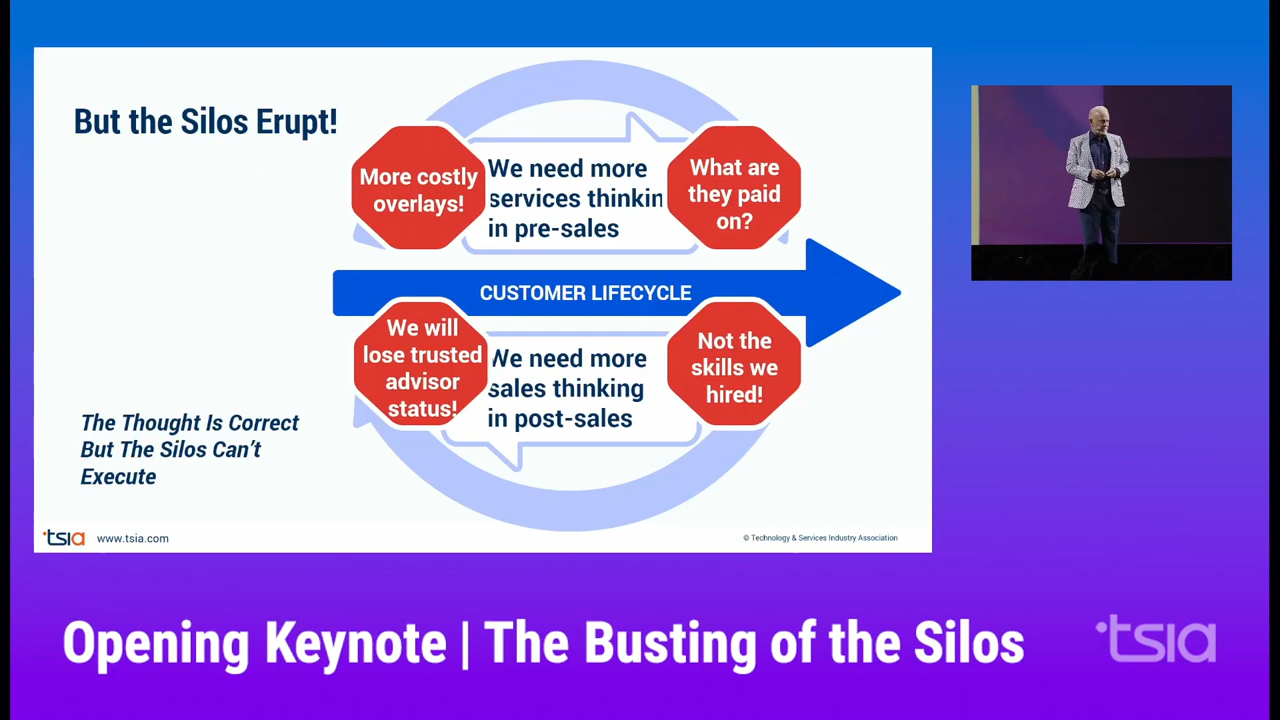 But the Silos Erupt!
More costly
overlays!
We need more
services thinkin
in pre-sales
What are
they paid
on?
CUSTOMER LIFECYCLE
We will
lose trusted
advisor
status!
We need more
sales thinking
in post-sales
Not the
skills we
hired!
The Thought Is Correct
But The Silos Can't
Execute
tsia
www.tsia.com
© Technology & Services Industry Association
Opening Keynote | The Busting of the Silos
tsia